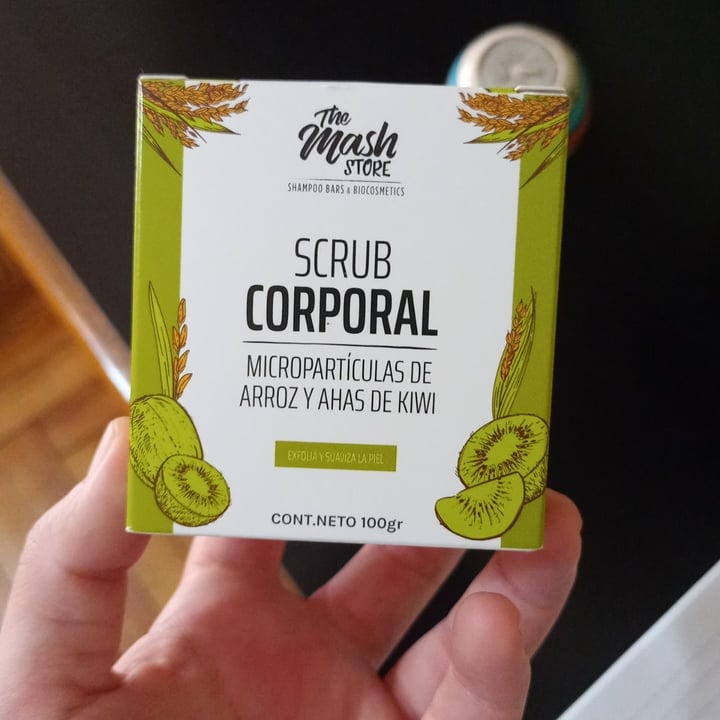 The
Mash
STORE
SHAMPOO BARS & BIOCOSMETICS
SCRUB
CORPORAL
MICROPARTÍCULAS DE
ARROZ Y AHAS DE KIWI
EXFOLIA Y SUAVIZA LA PIEL
CONT.NETO 100gr